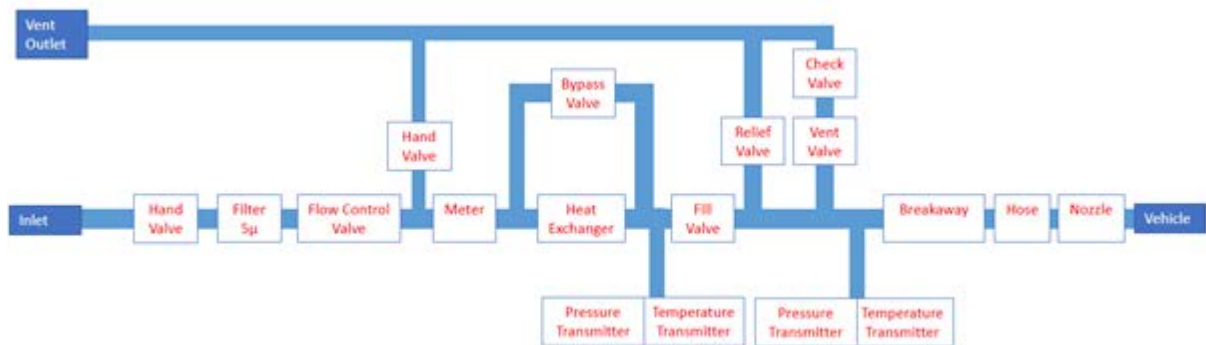 Vent
Outlet
Check
Valve
Bypass
Valve
Hand
Valve
Relief
Valve
Vent
Valve
Inlet
Hand
Valve
Filter
5μ
Flow Control
Valve
Meter
Heat
Exchanger
Fill
Valve
Breakaway
Hose
Nozzle
Vehicle
Pressure
Transmitter
Temperature
Transmitter
Pressure
Transmitter
Temperature
Transmitter